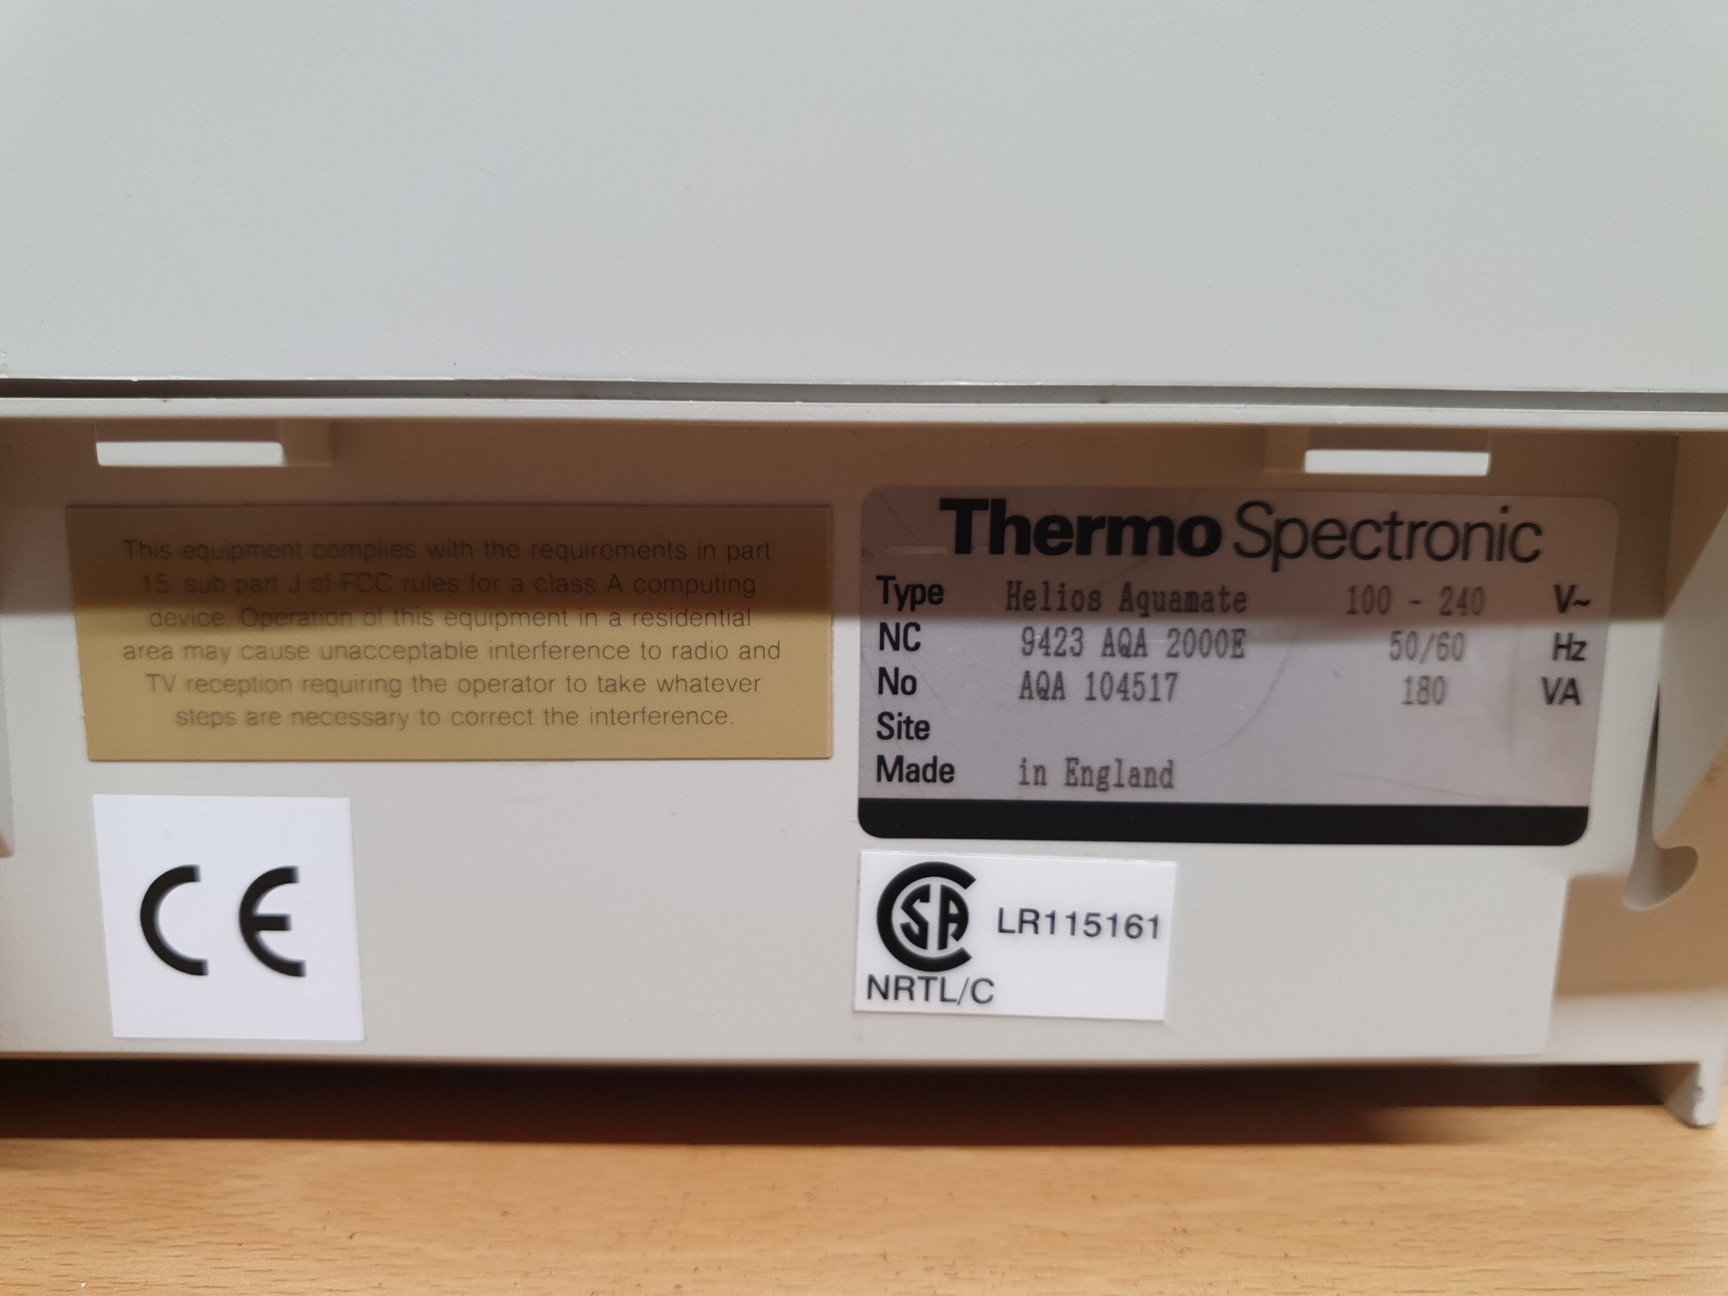 This equipment complies with the requirements in part
15, sub part J of FCC rules for a class A computing
device. Operation of this equipment in a residential
area may cause unacceptable interference to radio and
TV reception requiring the operator to take whatever
steps are necessary to correct the interference.
Thermo Spectronic
Type Helios Aquamate 100 - 240 V~
NC 9423 AQA 2000E 50/60 Hz
No AQA 104517 180 VA
Site
Made in England
CE
CSA LR115161
NRTL/C